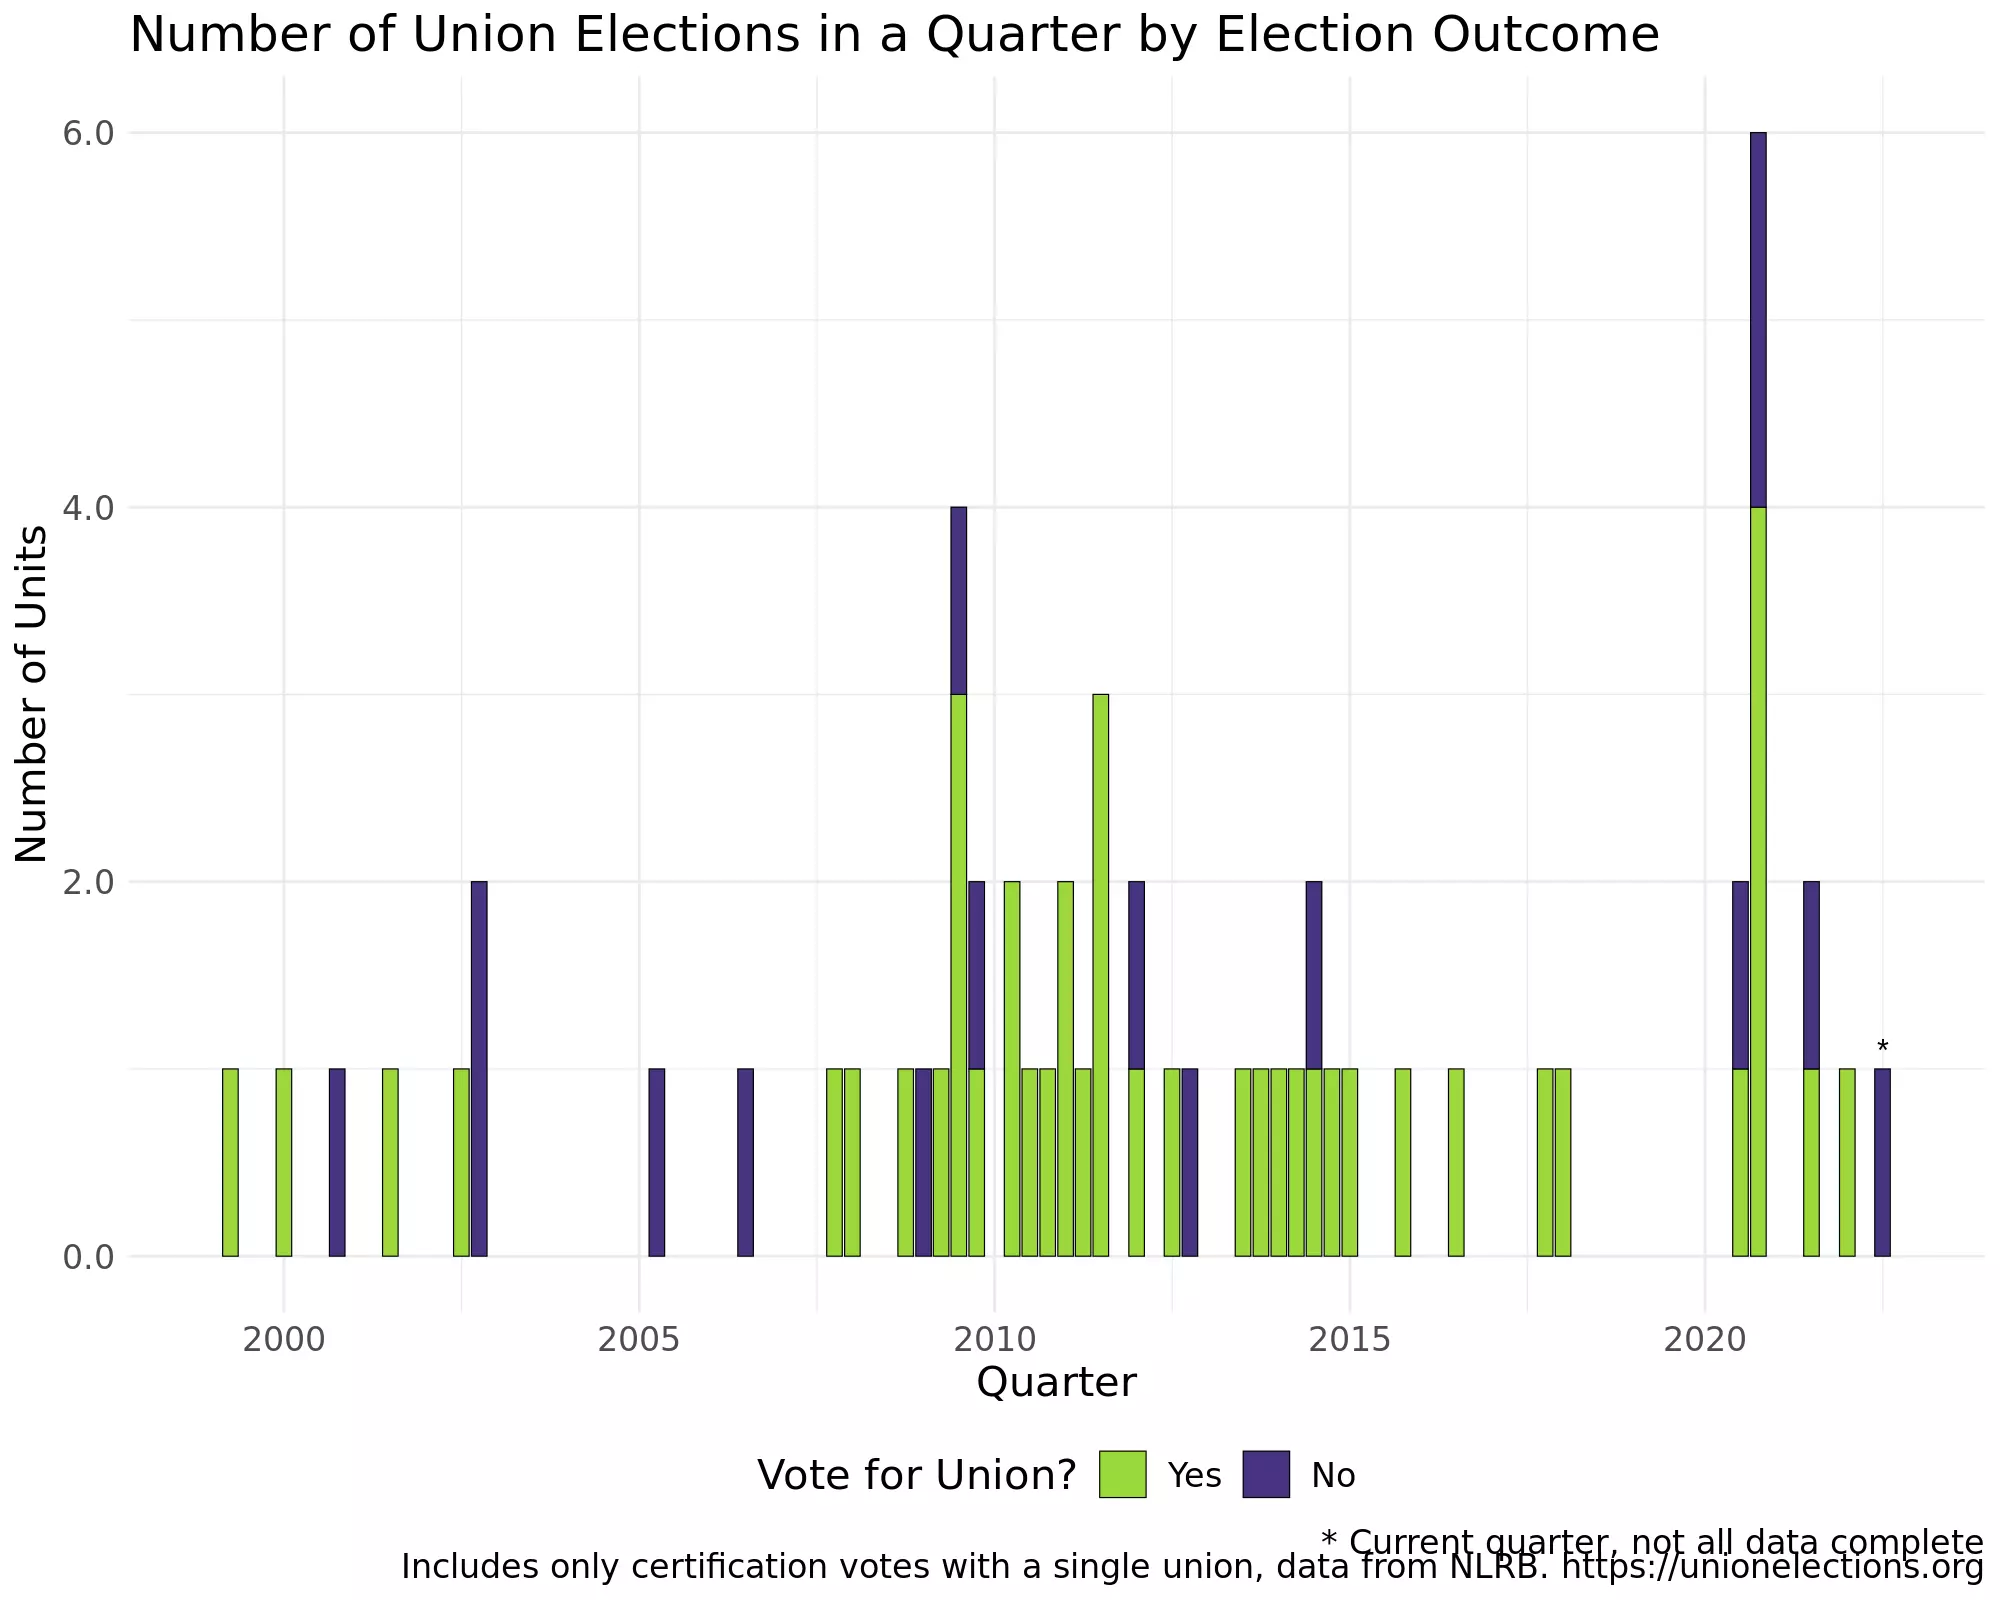 Number of Union Elections in a Quarter by Election Outcome
6.0
4.0
2.0
0.0
Number of Units
*
2000 2005 2010 2015 2020
Quarter
Vote for Union? Yes No
* Current quarter, not all data complete
Includes only certification votes with a single union, data from NLRB. https://unionelections.org